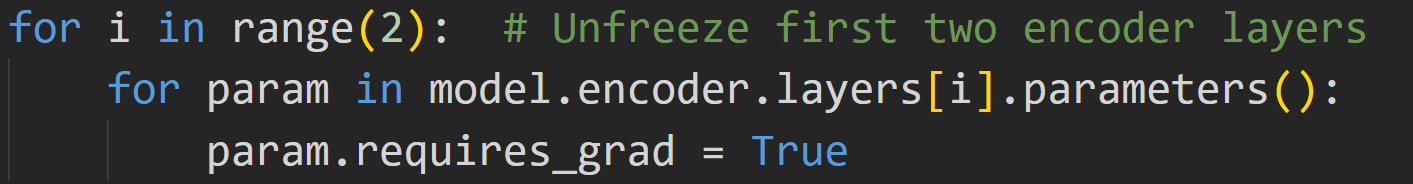 for i in range(2):  # Unfreeze first two encoder layers
    for param in model.encoder.layers[i].parameters():
        param.requires_grad = True